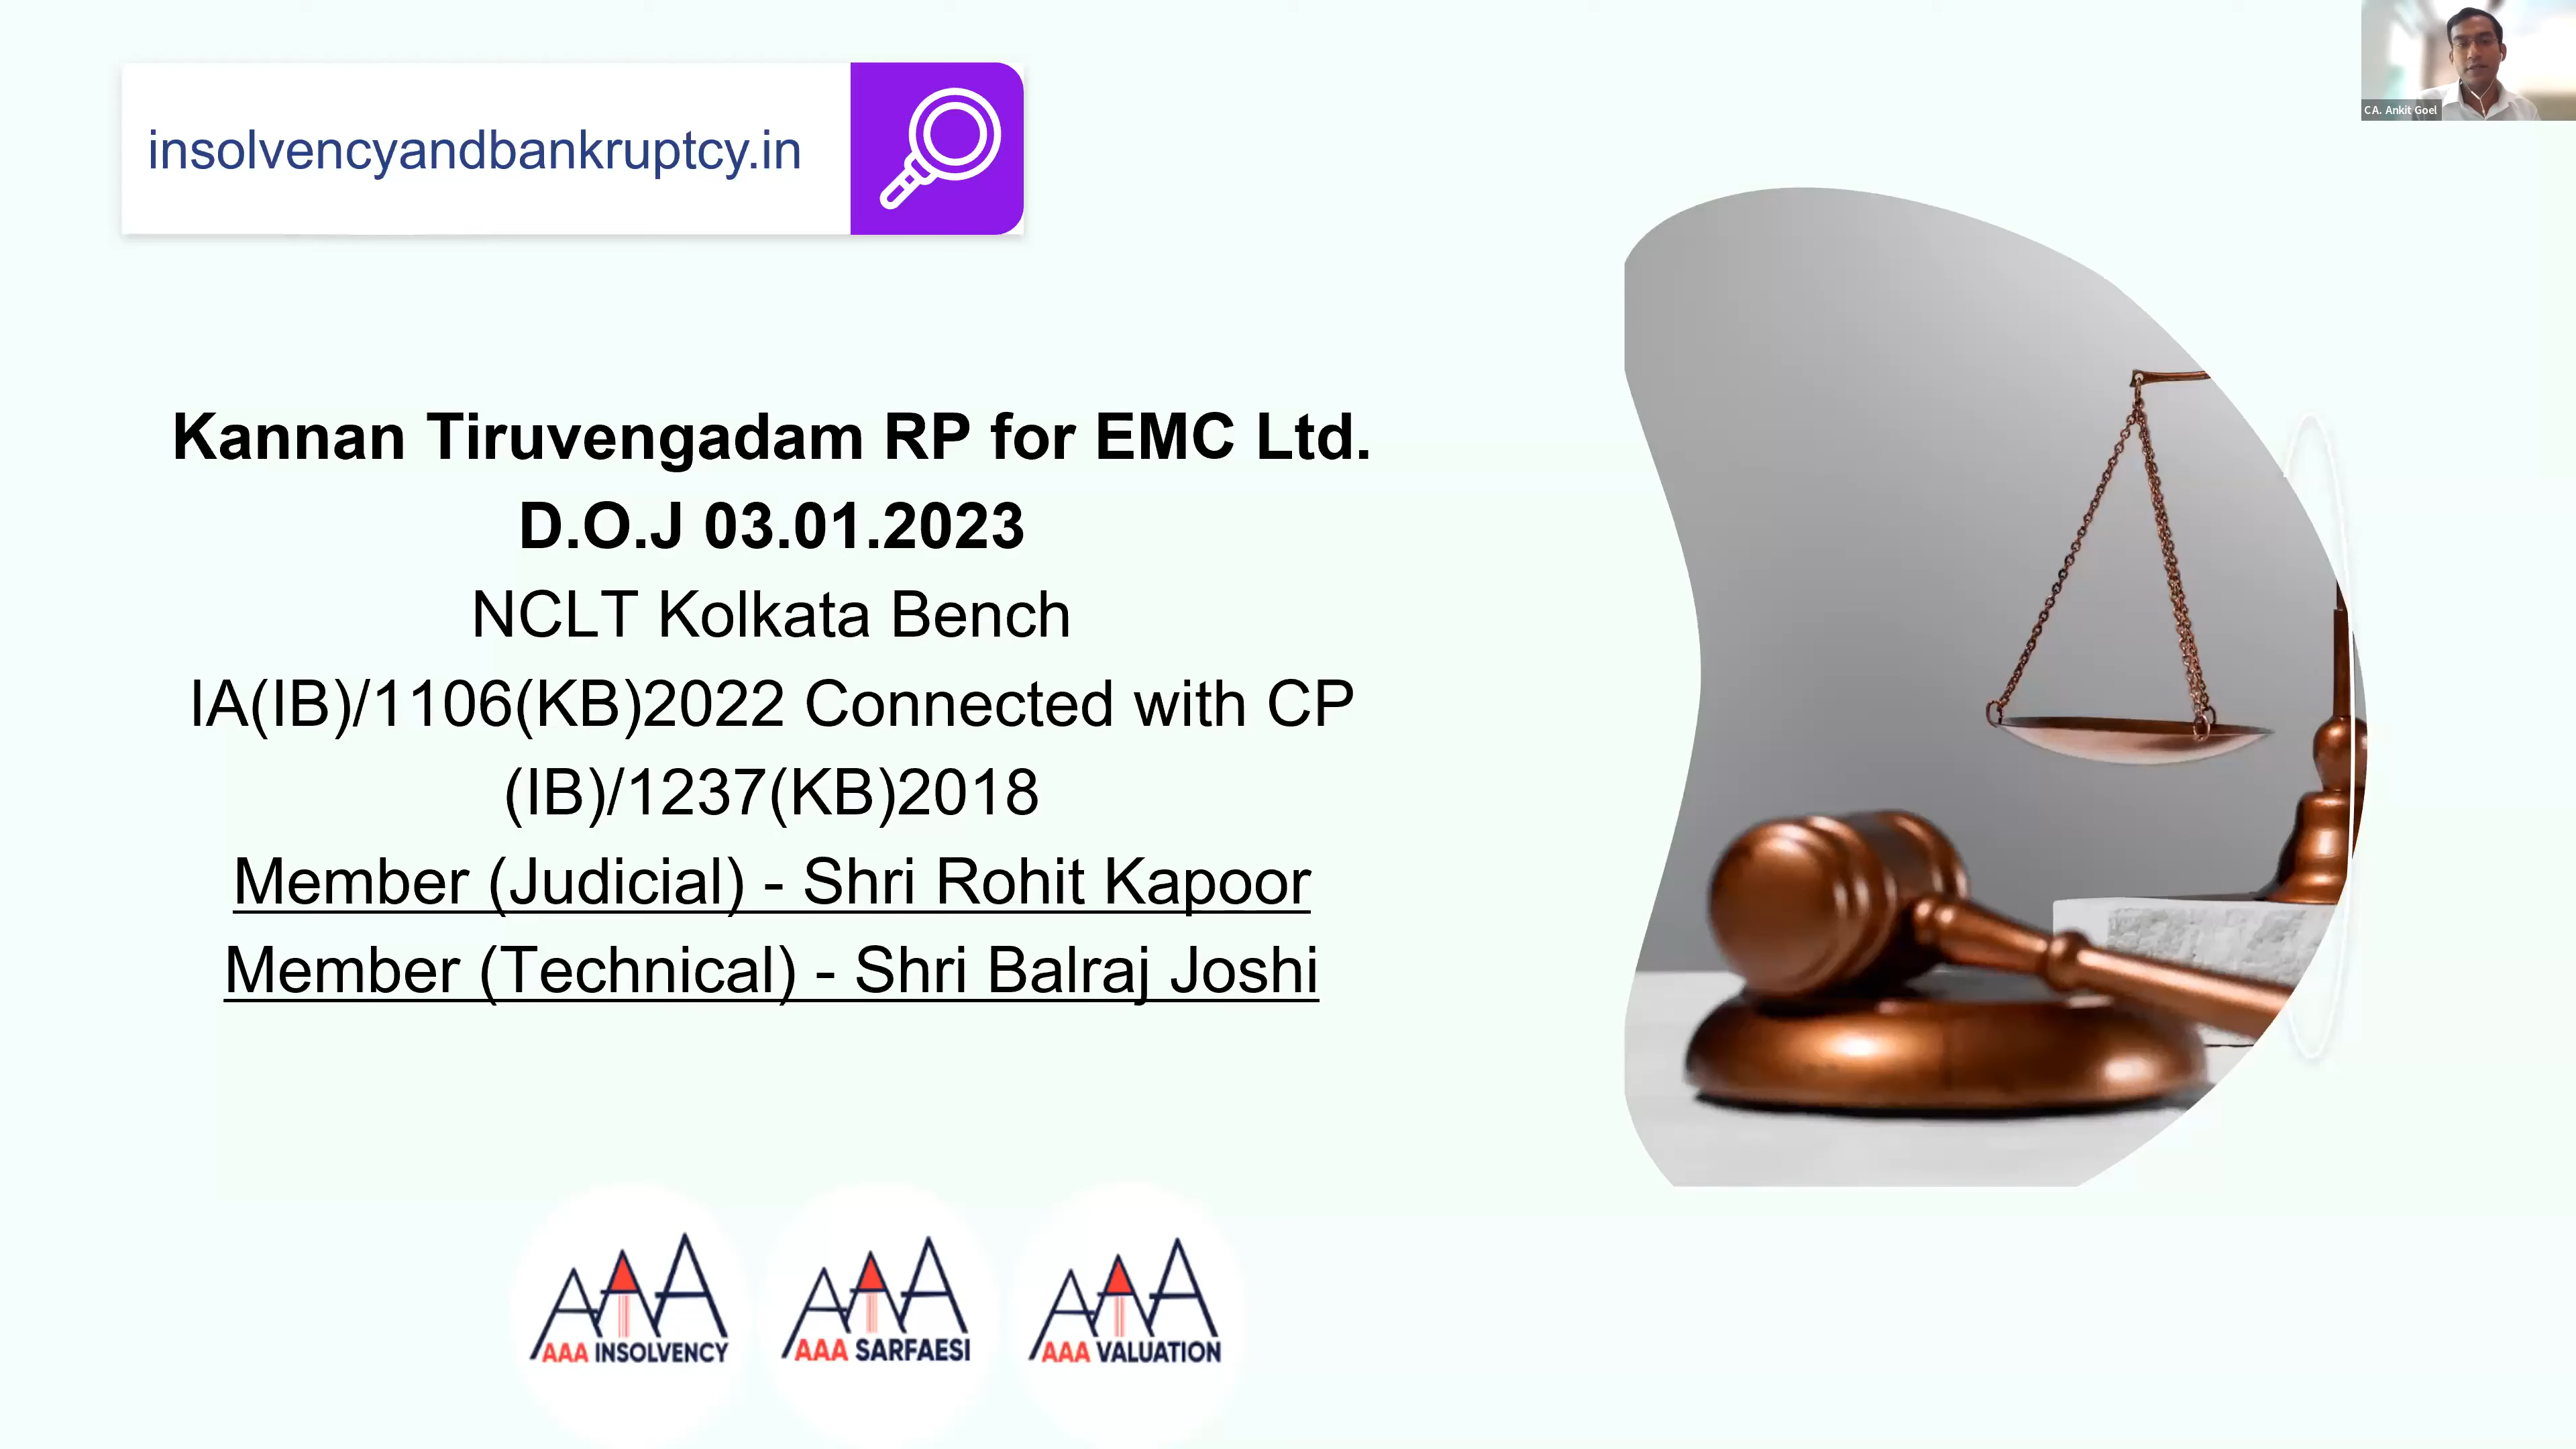 insolvencyandbankruptcy.in
CA. Ankit Goel
Kannan Tiruvengadam RP for EMC Ltd.
D.O.J 03.01.2023
NCLT Kolkata Bench
IA(IB)/1106(KB)2022 Connected with CP
(IB)/1237(KB)2018
Member (Judicial) - Shri Rohit Kapoor
Member (Technical) - Shri Balraj Joshi
AAA INSOLVENCY
AAA SARFAESI
AAA VALUATION